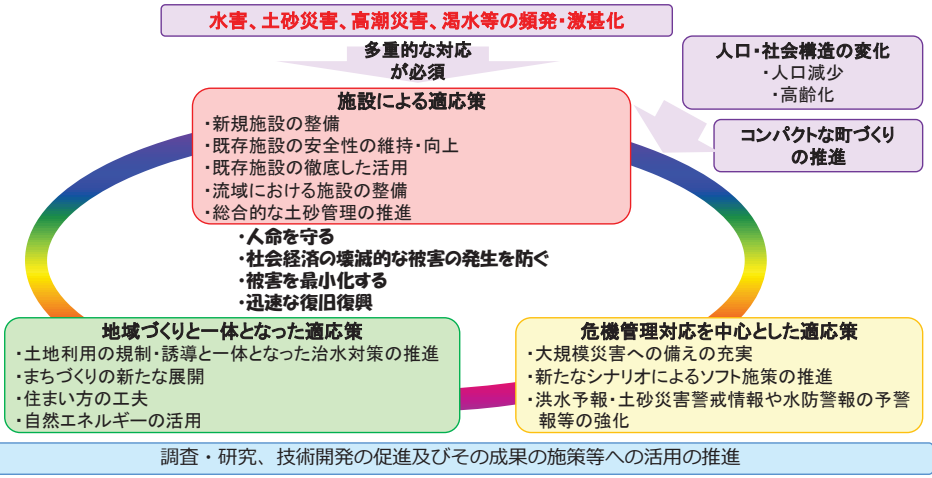 水害、土砂災害、高潮災害、渇水等の頻発・激甚化
多重的な対応
が必須
人口・社会構造の変化
・人口減少
・高齢化
コンパクトな町づくり
の推進
施設による適応策
・新規施設の整備
・既存施設の安全性の維持・向上
・既存施設の徹底した活用
・流域における施設の整備
・総合的な土砂管理の推進
・人命を守る
・社会経済の壊滅的な被害の発生を防ぐ
・被害を最小化する
・迅速な復旧復興
地域づくりと一体となった適応策
・土地利用の規制・誘導と一体となった治水対策の推進
・まちづくりの新たな展開
・住まい方の工夫
・自然エネルギーの活用
危機管理対応を中心とした適応策
・大規模災害への備えの充実
・新たなシナリオによるソフト施策の推進
・洪水予報・土砂災害警戒情報や水防警報の予警
報等の強化
調査・研究、技術開発の促進及びその成果の施策等への活用の推進